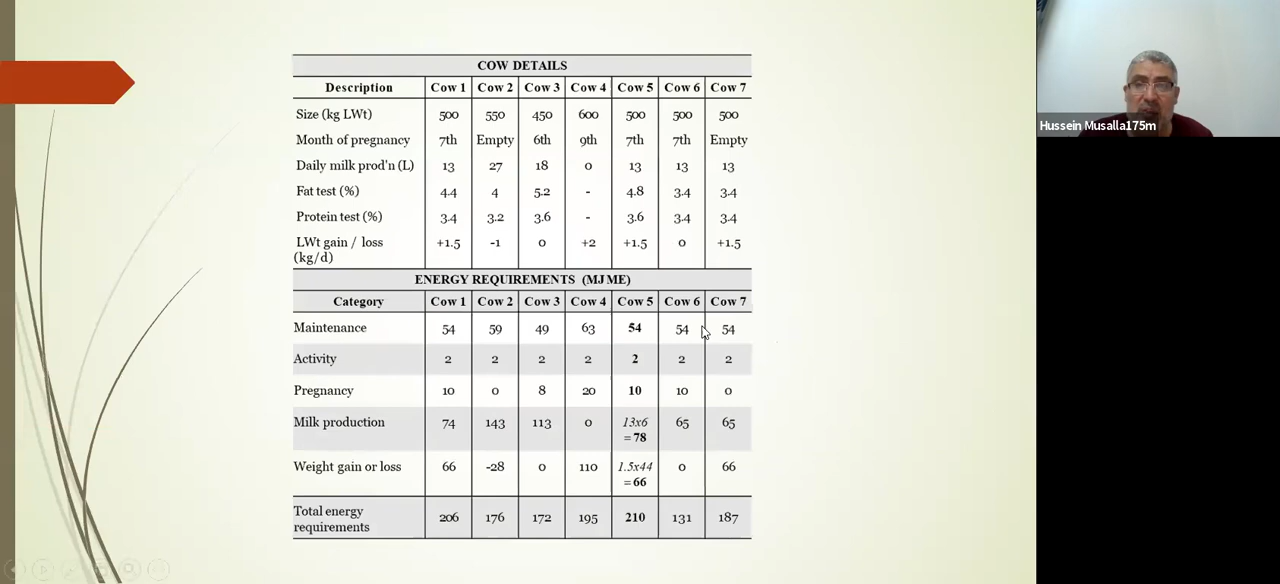 COW DETAILS
Description Cow 1 Cow 2 Cow 3 Cow 4 Cow 5 Cow 6 Cow 7
Size (kg LWt) 500 550 450 600 500 500 500
Month of pregnancy 7th Empty 6th 9th 7th 7th Empty
Daily milk prod'n (L) 13 27 18 0 13 13 13
Fat test (%) 4.4 4 5.2 - 4.8 3.4 3.4
Protein test (%) 3.4 3.2 3.6 - 3.6 3.4 3.4
LWt gain / loss +1.5 -1 0 +2 +1.5 0 +1.5
(kg/d)
ENERGY REQUIREMENTS (MJ ME)
Category Cow 1 Cow 2 Cow 3 Cow 4 Cow 5 Cow 6 Cow 7
Maintenance 54 59 49 63 54 54 54
Activity 2 2 2 2 2 2 2
Pregnancy 10 0 8 20 10 10 0
Milk production 74 143 113 0 13x6 65 65
= 78
Weight gain or loss 66 -28 0 110 1.5x44 0 66
= 66
Total energy 206 176 172 195 210 131 187
requirements
Hussein Musalla175m